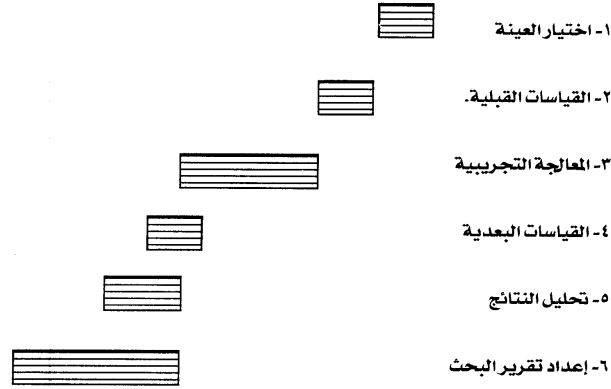 ١- اختيار العينة
٢- القياسات القبلية.
٣- المعالجة التجريبية
٤- القياسات البعدية
٥- تحليل النتائج
٦- إعداد تقرير البحث